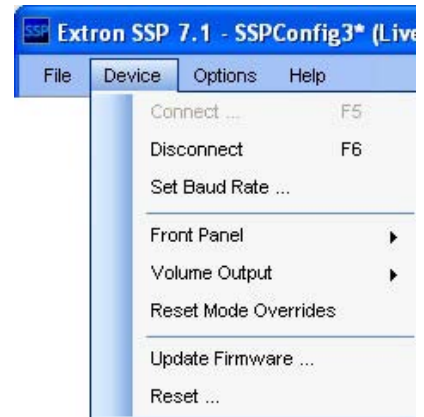 SSP Extron SSP 7.1 - SSPConfig3* (Live
File Device Options Help
Connect ... F5
Disconnect F6
Set Baud Rate ...
Front Panel
Volume Output
Reset Mode Overrides
Update Firmware ...
Reset ...